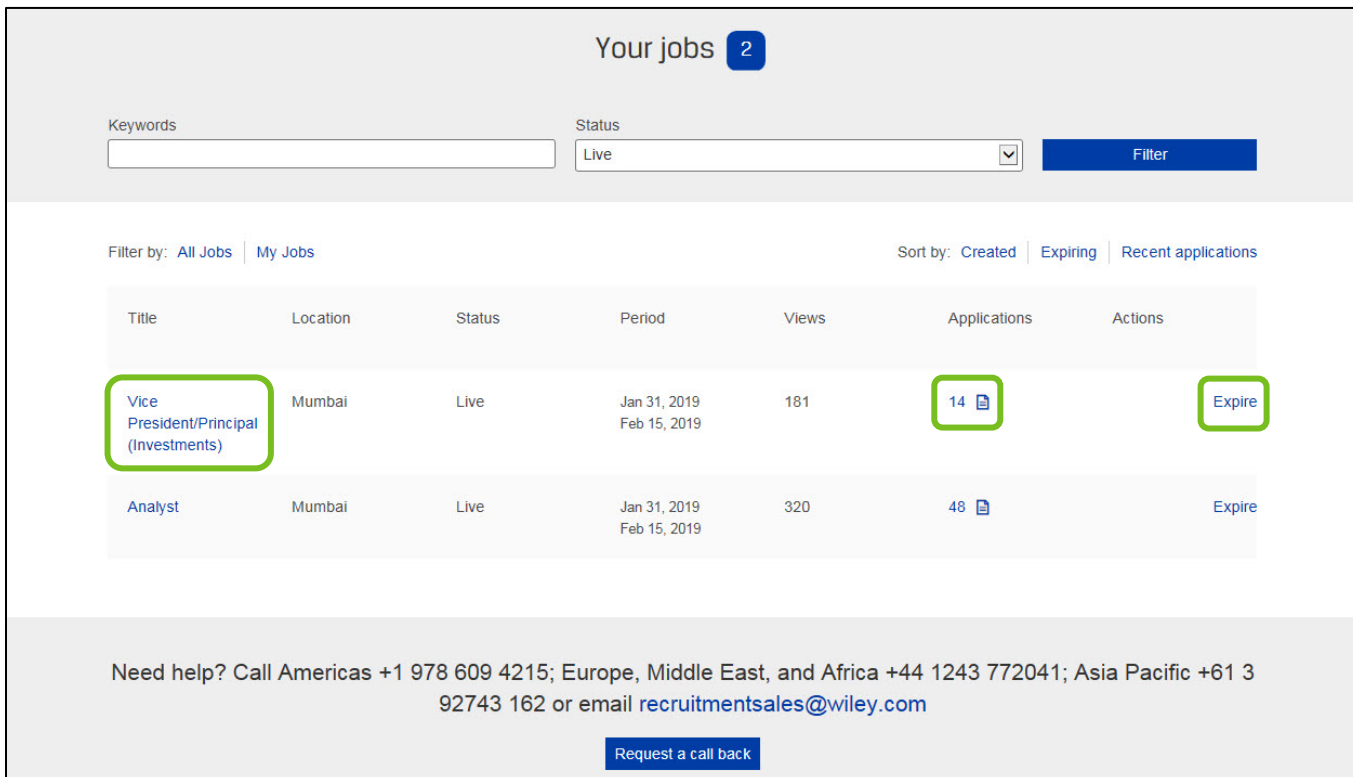 Your jobs 2
Keywords Status
Live Filter
Filter by: All Jobs My Jobs Sort by: Created Expiring Recent applications
Title Location Status Period Views Applications Actions
Vice Mumbai Live Jan 31, 2019 181 14 Expire
President/Principal Feb 15, 2019
(Investments)
Analyst Mumbai Live Jan 31, 2019 320 48 Expire
Feb 15, 2019
Need help? Call Americas +1 978 609 4215; Europe, Middle East, and Africa +44 1243 772041; Asia Pacific +61 3
92743 162 or email recruitmentsales@wiley.com
Request a call back